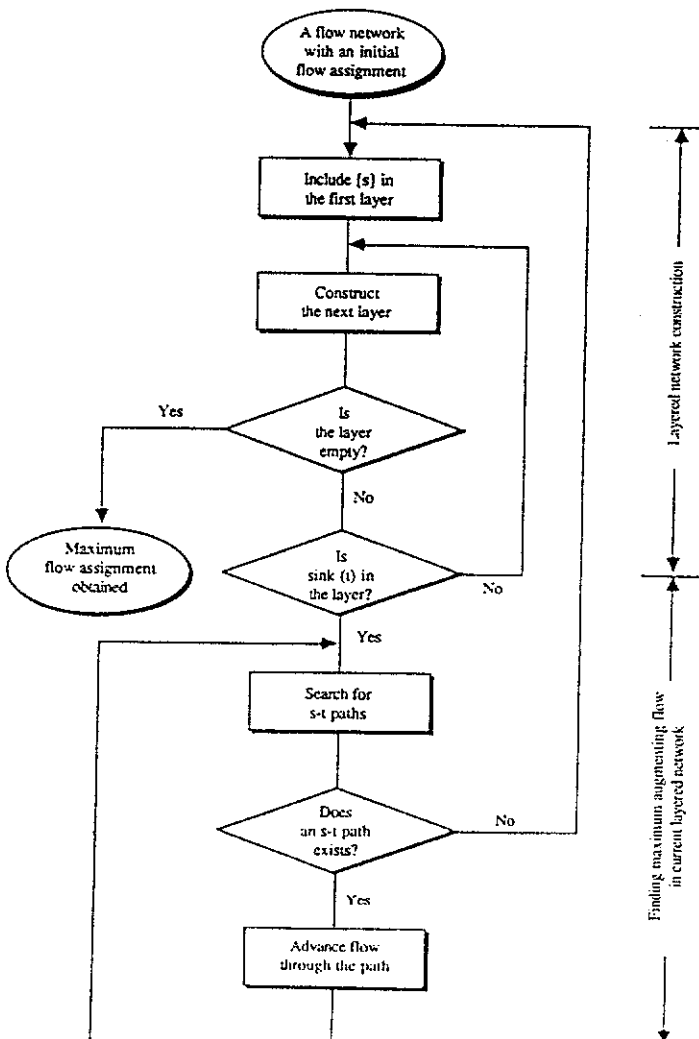 A flow network
with an initial
flow assignment
Include {s} in
the first layer
Construct
the next layer
Yes
Is
the layer
empty?
No
Maximum
flow assignment
obtained
Is
sink {t} in
the layer?
No
Yes
Search for
s-t paths
Does
an s-t path
exists?
No
Yes
Advance flow
through the path
Layered network construction
Finding maximum augmenting flow
in current layered network